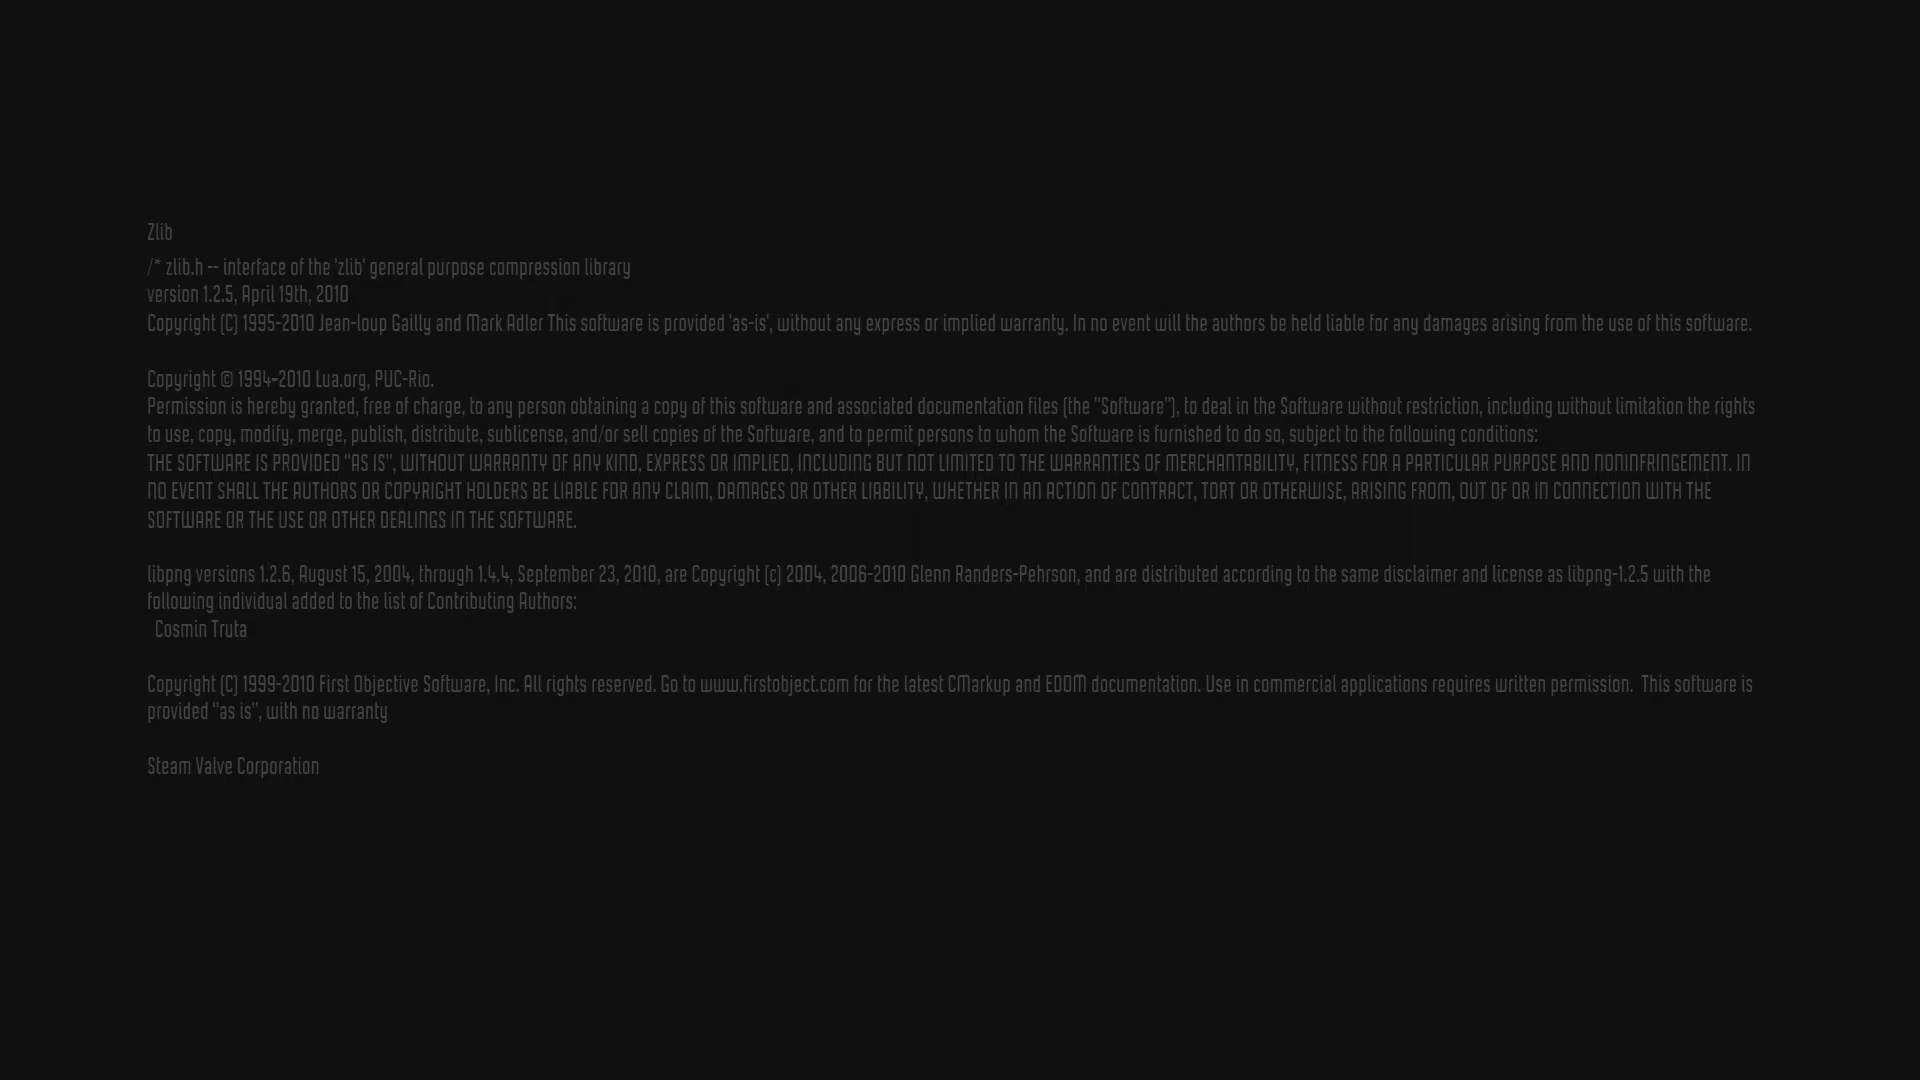 Zlib
/* zlib.h -- interface of the 'zlib' general purpose compression library
version 1.2.5, April 19th, 2010
Copyright (C) 1995-2010 Jean-loup Gailly and Mark Adler This software is provided 'as-is', without any express or implied warranty. In no event will the authors be held liable for any damages arising from the use of this software.
Copyright © 1994–2010 Lua.org, PUC-Rio.
Permission is hereby granted, free of charge, to any person obtaining a copy of this software and associated documentation files (the "Software"), to deal in the Software without restriction, including without limitation the rights
to use, copy, modify, merge, publish, distribute, sublicense, and/or sell copies of the Software, and to permit persons to whom the Software is furnished to do so, subject to the following conditions:
THE SOFTWARE IS PROVIDED "AS IS", WITHOUT WARRANTY OF ANY KIND, EXPRESS OR IMPLIED, INCLUDING BUT NOT LIMITED TO THE WARRANTIES OF MERCHANTABILITY, FITNESS FOR A PARTICULAR PURPOSE AND NONINFRINGEMENT. IN
NO EVENT SHALL THE AUTHORS OR COPYRIGHT HOLDERS BE LIABLE FOR ANY CLAIM, DAMAGES OR OTHER LIABILITY, WHETHER IN AN ACTION OF CONTRACT, TORT OR OTHERWISE, ARISING FROM, OUT OF OR IN CONNECTION WITH THE
SOFTWARE OR THE USE OR OTHER DEALINGS IN THE SOFTWARE.
libpng versions 1.2.6, August 15, 2004, through 1.4.4, September 23, 2010, are Copyright (c) 2004, 2006-2010 Glenn Randers-Pehrson, and are distributed according to the same disclaimer and license as libpng-1.2.5 with the
following individual added to the list of Contributing Authors:
Cosmin Truta
Copyright (C) 1999-2010 First Objective Software, Inc. All rights reserved. Go to www.firstobject.com for the latest CMarkup and EDOM documentation. Use in commercial applications requires written permission.  This software is
provided "as is", with no warranty
Steam Valve Corporation